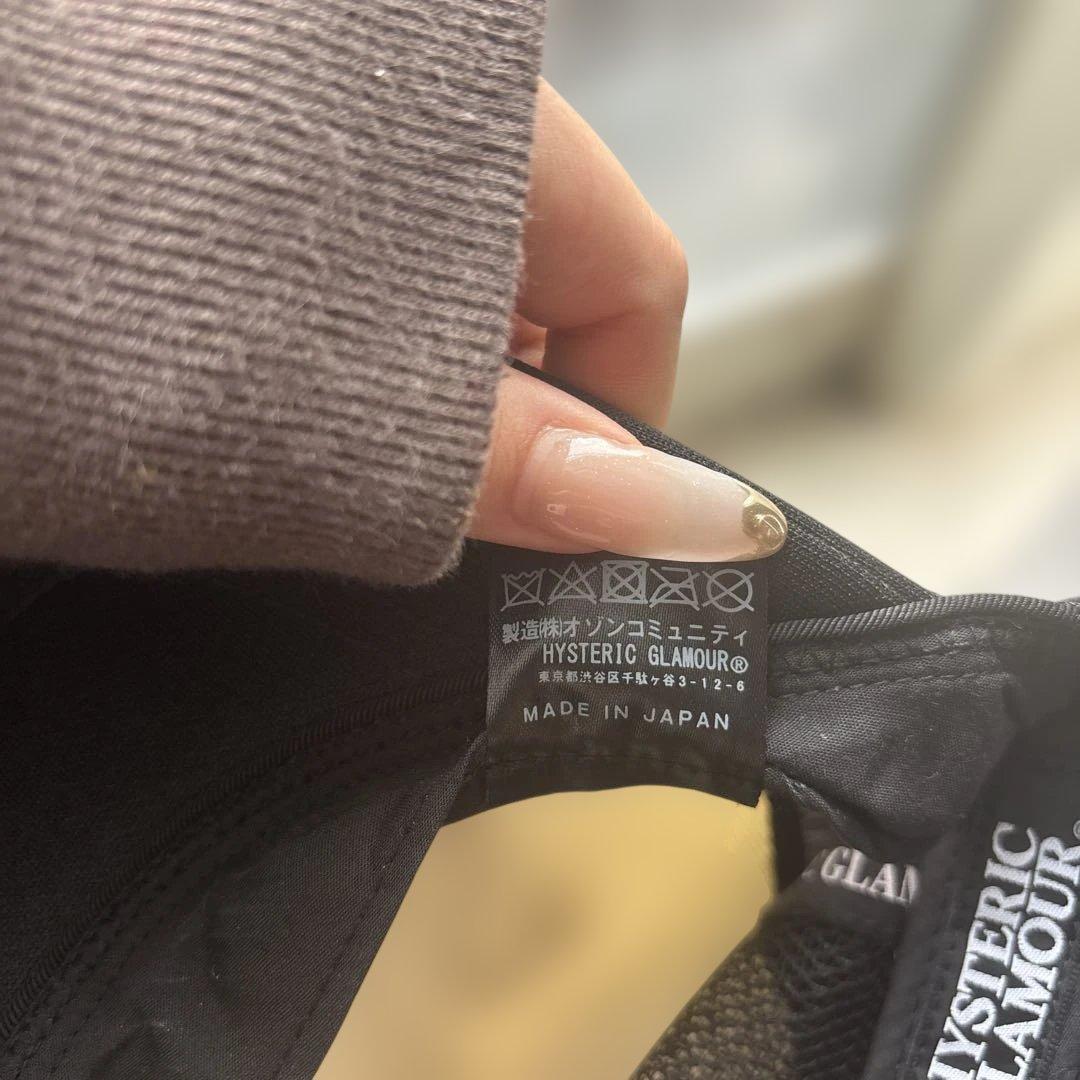 製造㈱オゾンコミュニティ
HYSTERIC GLAMOUR®
東京都渋谷区千駄ヶ谷3-12-6
MADE IN JAPAN
GLAM
HYSTERIC
GLAMOUR